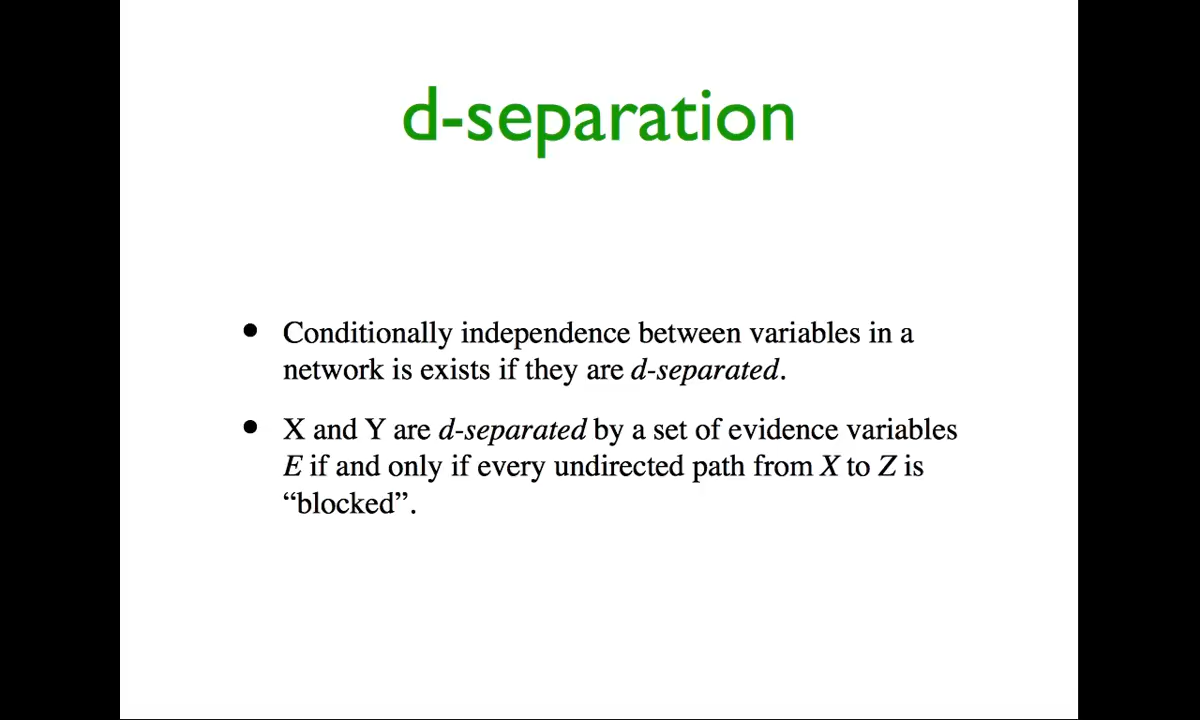 d-separation
• Conditionally independence between variables in a
network is exists if they are d-separated.
• X and Y are d-separated by a set of evidence variables
E if and only if every undirected path from X to Z is
“blocked”.